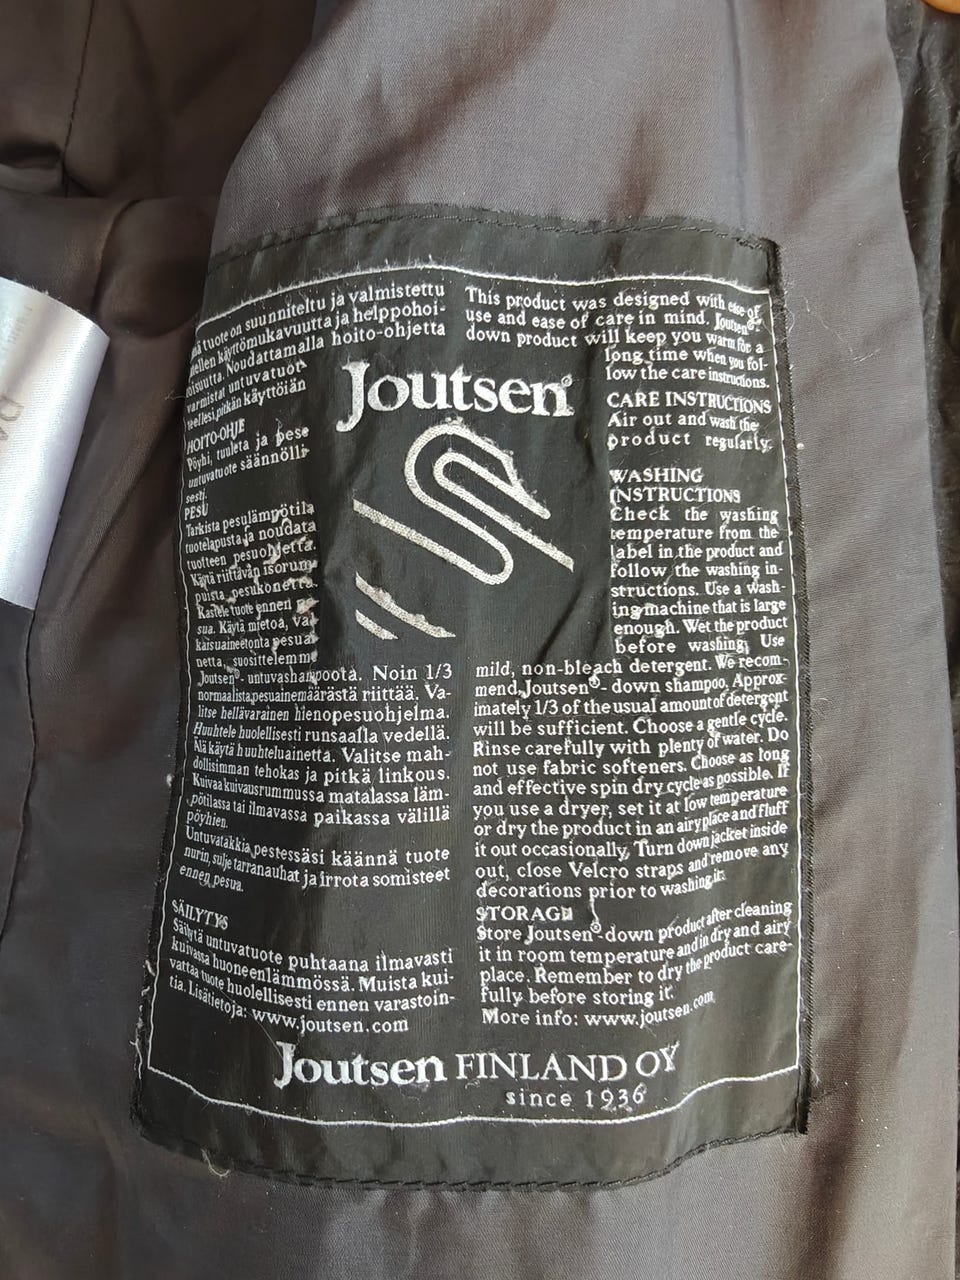 tuote on suunniteltu ja valmistettu
käyttömukavuutta ja helppohoi-
toisuutta. Noudattamalla hoito-ohjetta
varmistat untuvatuot-
teellesi pitkän käyttöiän
HOITO-OHJE
Pöyhi, tuuleta ja pese
untuvatuote säännölli-
sesti.
PESU
Tarkista pesulämpötila
tuotelapusta ja noudata
tuotteen pesuohjetta.
Käytä riittävän isorum-
puista pesukonetta.
Kastele tuote ennen pe-
sua. Käytä mietoa, val-
kaisuaineetonta pesuai-
netta, suosittelemme
Joutsen®-untuvashampoota. Noin 1/3
normaalista pesuainemäärästä riittää. Va-
litse hellävarainen hienopesuohjelma.
Huuhtele huolellisesti runsaalla vedellä.
Älä käytä huuhteluainetta. Valitse mah-
dollisimman tehokas ja pitkä linkous.
Kuivaa kuivausrummussa matalassa läm-
pötilassa tai ilmavassa paikassa välillä
pöyhien.
Untuvatakkia pestessäsi käännä tuote
nurin, sulje tarranauhat ja irrota somisteet
ennen pesua.
SÄILYTYS
Säilytä untuvatuote puhtaana ilmavasti
kuivassa huoneenlämmössä. Muista kui-
vattaa tuote huolellisesti ennen varastoin-
tia. Lisätietoja: www.joutsen.com
Joutsen®
This product was designed with ease of
use and ease of care in mind. Joutsen®-
down product will keep you warm for a
long time when you fol-
low the care instructions.
CARE INSTRUCTIONS
Air out and wash the
product regularly.
WASHING
INSTRUCTIONS
Check the washing
temperature from the
label in the product and
follow the washing in-
structions. Use a wash-
ing machine that is large
enough. Wet the product
before washing. Use
mild, non-bleach detergent. We recom-
mend Joutsen®-down shampoo. Approx-
imately 1/3 of the usual amount of detergent
will be sufficient. Choose a gentle cycle.
Rinse carefully with plenty of water. Do
not use fabric softeners. Choose as long
and effective spin dry cycle as possible. If
you use a dryer, set it at low temperature
or dry the product in an airy place and fluff
it out occasionally. Turn down jacket inside
out, close Velcro straps and remove any
decorations prior to washing it.
STORAGE
Store Joutsen®-down product after cleaning
it in room temperature and in dry and airy
place. Remember to dry the product care-
fully before storing it.
More info: www.joutsen.com
Joutsen FINLAND OY
since 1936